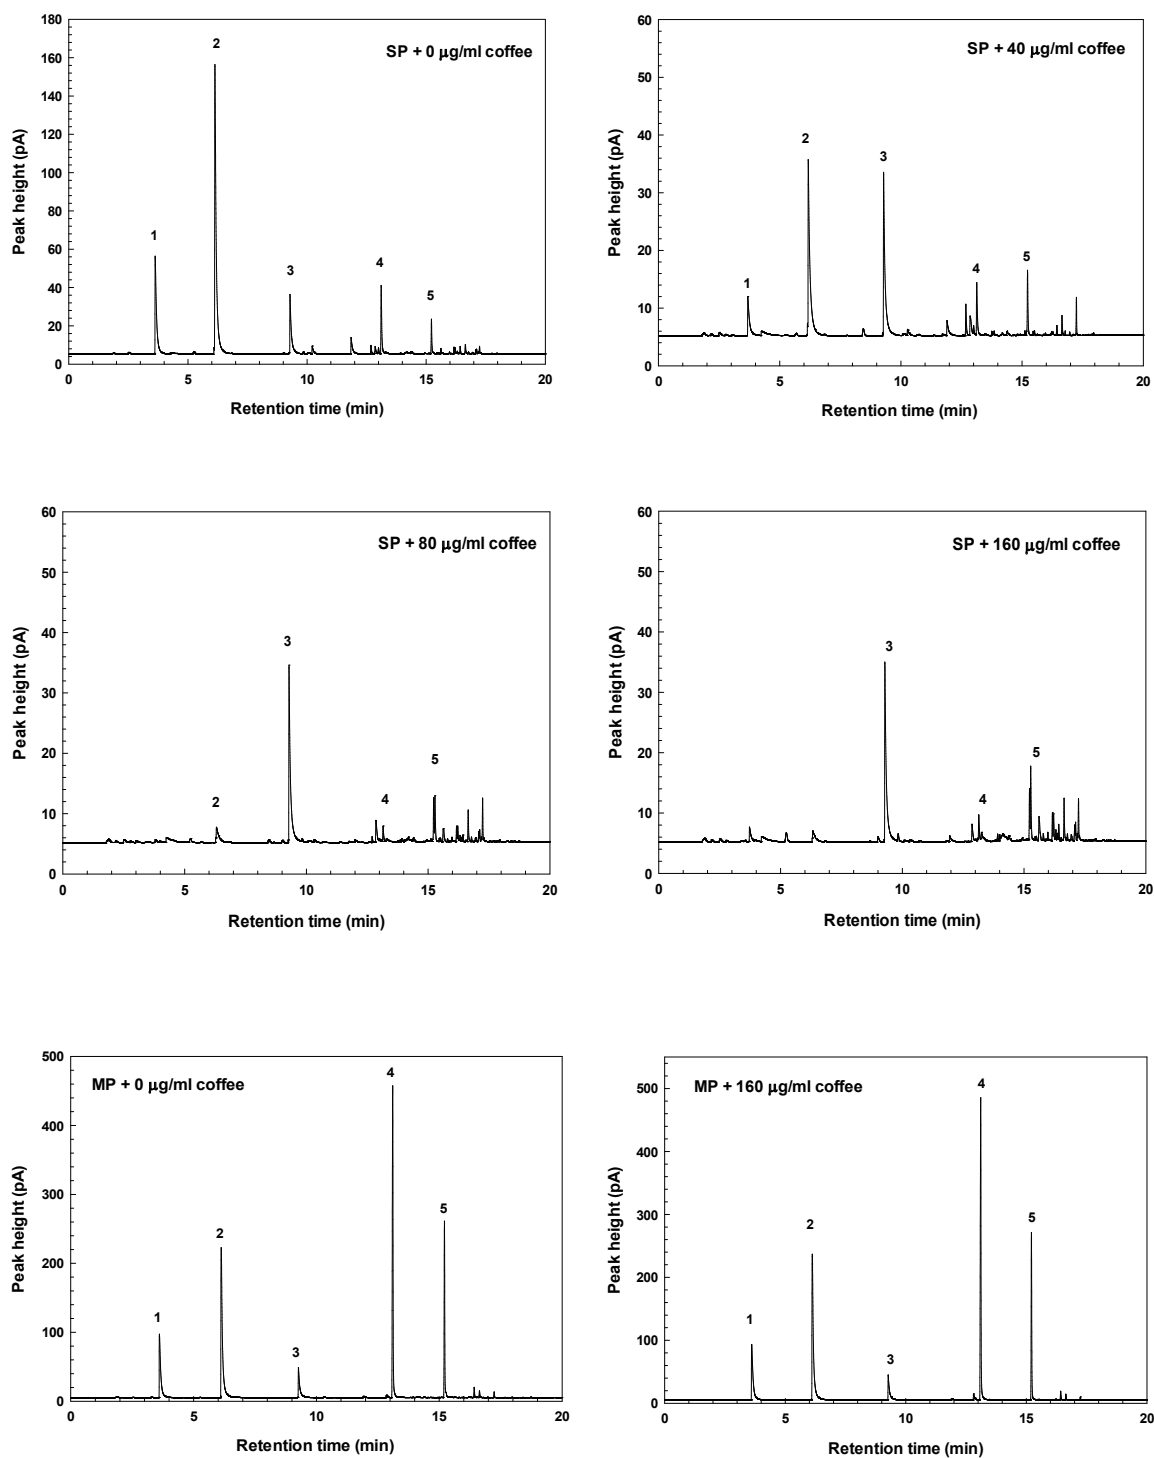 SP + 0 μg/ml coffee
Peak height (pA)
180
160
140
120
100
80
60
40
20
0
1
2
3
4
5
0 5 10 15 20
Retention time (min)
SP + 40 μg/ml coffee
Peak height (pA)
60
50
40
30
20
10
0
1
2
3
4
5
0 5 10 15 20
Retention time (min)
SP + 80 μg/ml coffee
Peak height (pA)
60
50
40
30
20
10
0
2
3
4
5
0 5 10 15 20
Retention time (min)
SP + 160 μg/ml coffee
Peak height (pA)
60
50
40
30
20
10
0
3
4
5
0 5 10 15 20
Retention time (min)
MP + 0 μg/ml coffee
Peak height (pA)
500
400
300
200
100
0
1
2
3
4
5
0 5 10 15 20
Retention time (min)
MP + 160 μg/ml coffee
Peak height (pA)
500
400
300
200
100
0
1
2
3
4
5
0 5 10 15 20
Retention time (min)